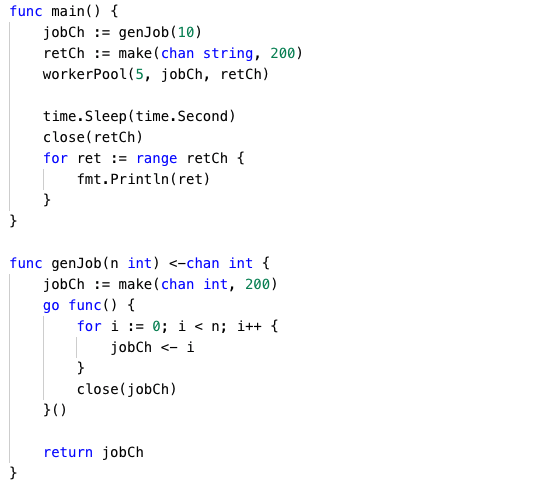 func main() {
    jobCh := genJob(10)
    retCh := make(chan string, 200)
    workerPool(5, jobCh, retCh)

    time.Sleep(time.Second)
    close(retCh)
    for ret := range retCh {
        fmt.Println(ret)
    }
}

func genJob(n int) <-chan int {
    jobCh := make(chan int, 200)
    go func() {
        for i := 0; i < n; i++ {
            jobCh <- i
        }
        close(jobCh)
    }()

    return jobCh
}